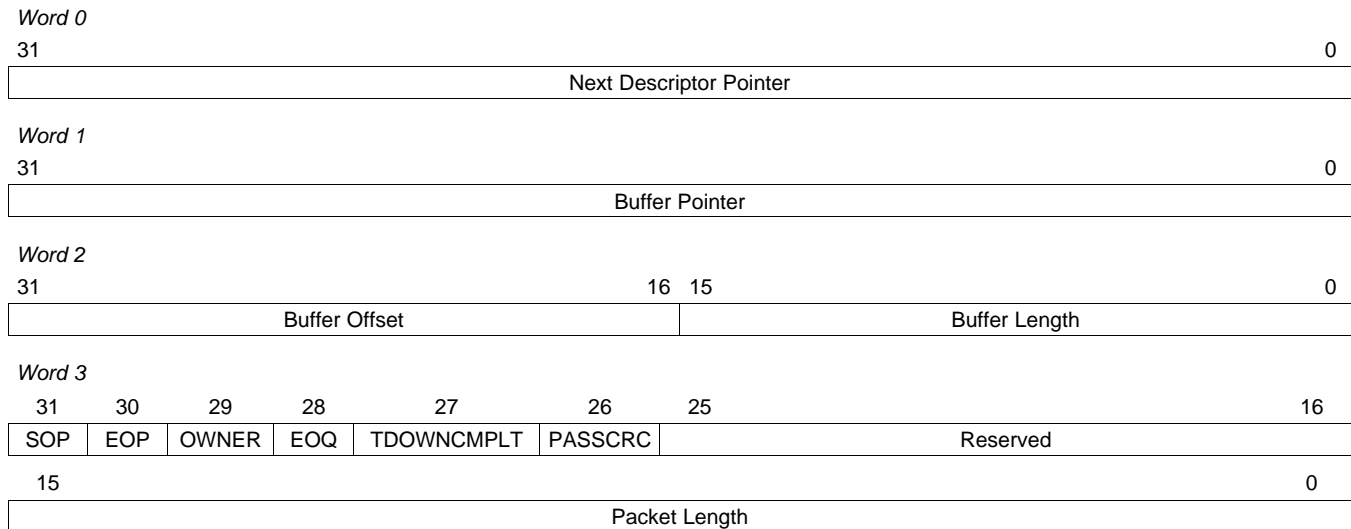 Word 0
31 0
Next Descriptor Pointer
Word 1
31 0
Buffer Pointer
Word 2
31 16 15 0
Buffer Offset Buffer Length
Word 3
31 30 29 28 27 26 25 16
SOP EOP OWNER EOQ TDOWNCMPLT PASSCRC Reserved
15 0
Packet Length